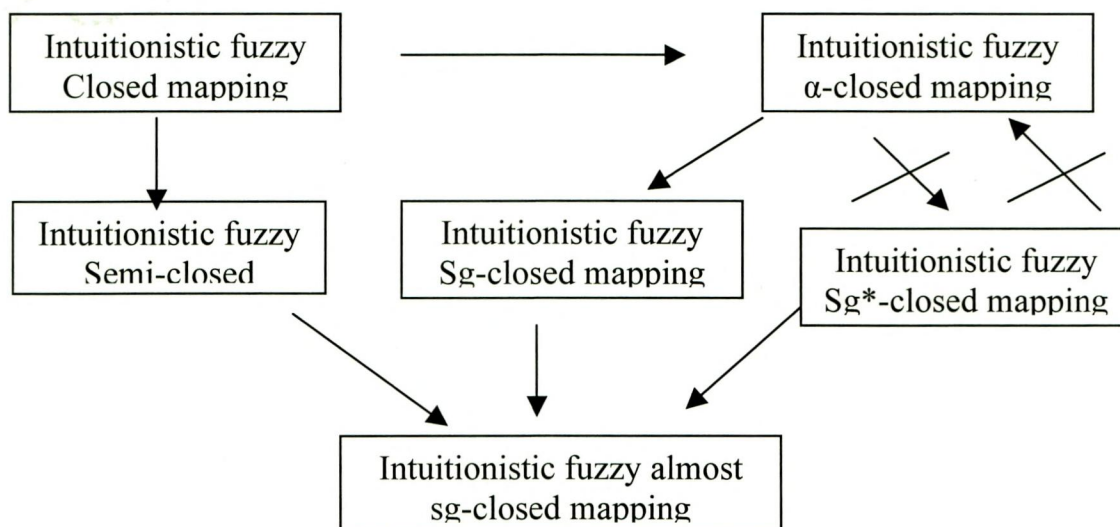 Intuitionistic fuzzy
Closed mapping
Intuitionistic fuzzy
α-closed mapping
Intuitionistic fuzzy
Semi-closed
Intuitionistic fuzzy
Sg-closed mapping
Intuitionistic fuzzy
Sg*-closed mapping
Intuitionistic fuzzy almost
sg-closed mapping